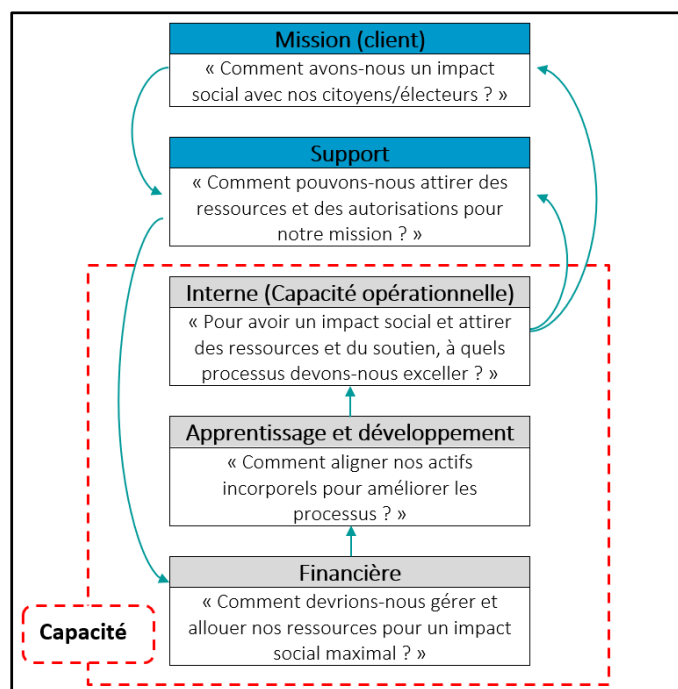 Mission (client)
« Comment avons-nous un impact
social avec nos citoyens/électeurs ? »
Support
« Comment pouvons-nous attirer des
ressources et des autorisations pour
notre mission ? »
Interne (Capacité opérationnelle)
« Pour avoir un impact social et attirer
des ressources et du soutien, à quels
processus devons-nous exceller ? »
Apprentissage et développement
« Comment aligner nos actifs
incorporels pour améliorer les
processus ? »
Financière
« Comment devrions-nous gérer et
allouer nos ressources pour un impact
social maximal ? »
Capacité